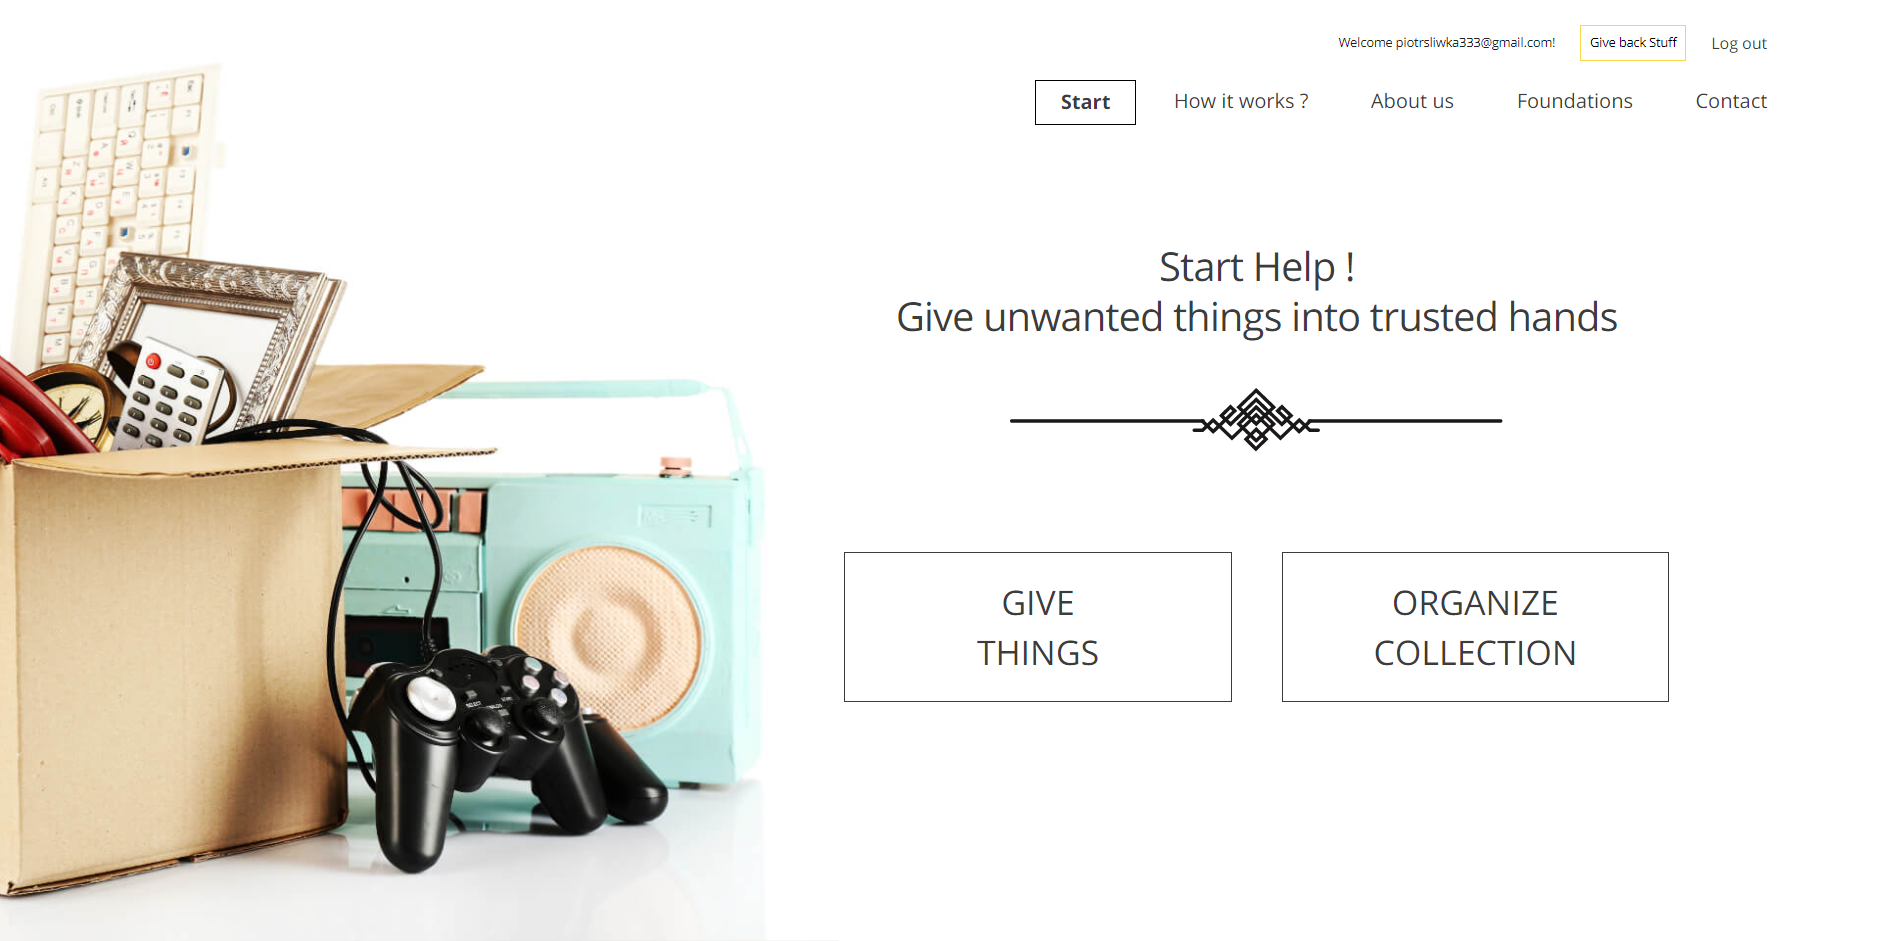 Welcome piotrsliwka333@gmail.com!
Give back Stuff
Log out
Start
How it works ?
About us
Foundations
Contact
Start Help !
Give unwanted things into trusted hands
GIVE
THINGS
ORGANIZE
COLLECTION
SELECT